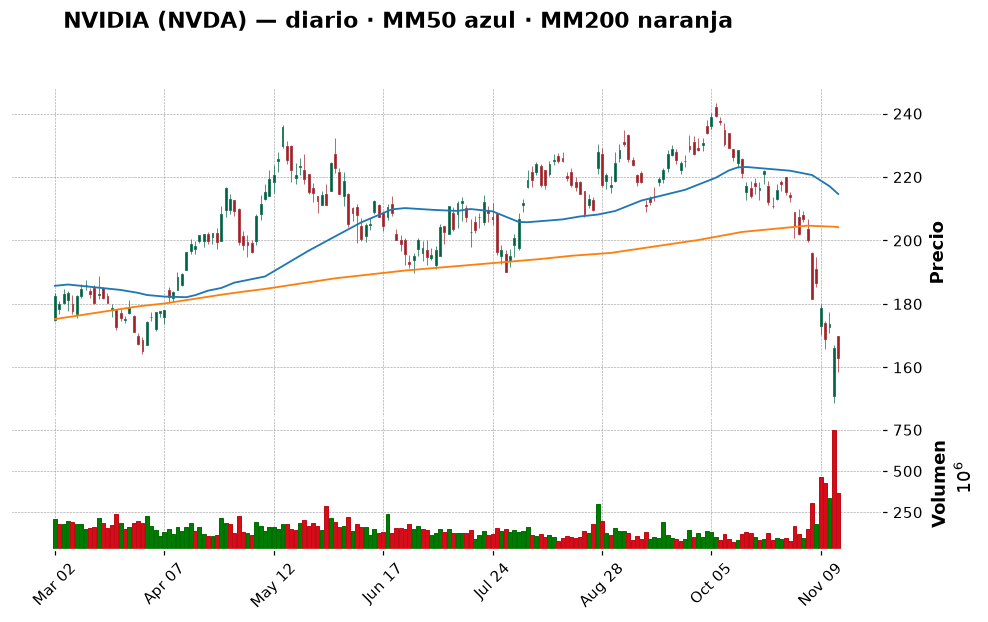 NVIDIA (NVDA) — diario · MM50 azul · MM200 naranja
240
220
200
180
160
Precio
750
500
250
Volumen
10^6
Mar 02
Apr 07
May 12
Jun 17
Jul 24
Aug 28
Oct 05
Nov 09